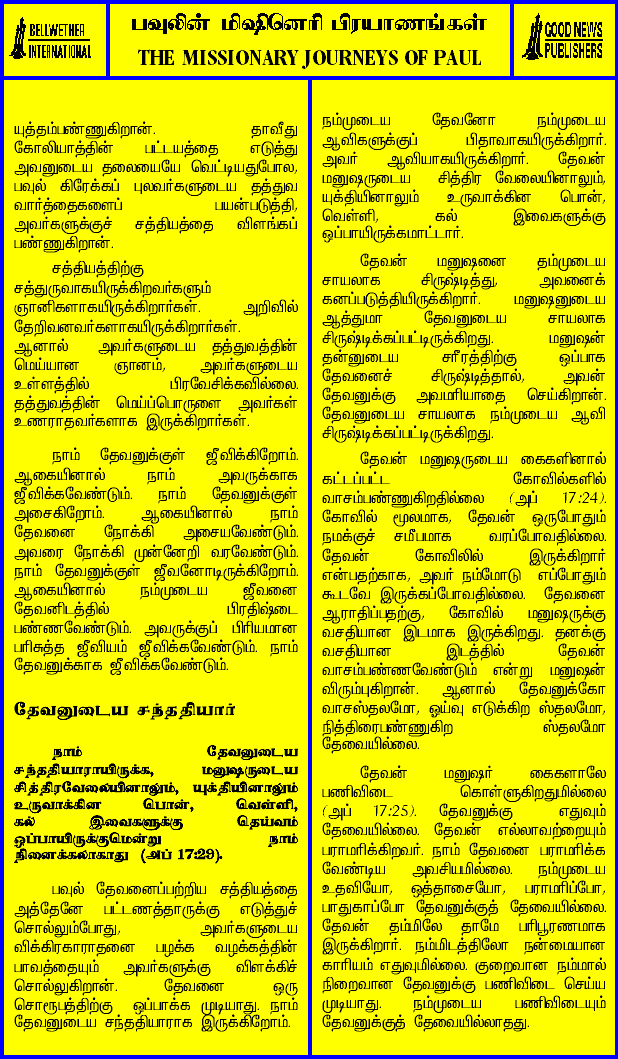 BELLWETHER
INTERNATIONAL
பவுலின் மிஷினெரி பிரயாணங்கள்
THE MISSIONARY JOURNEYS OF PAUL
GOOD NEWS
PUBLISHERS
யுத்தம்பண்ணுகிறான். தாவீது
கோலியாத்தின் பட்டயத்தை எடுத்து
அவனுடைய தலையையே வெட்டியதுபோல,
பவுல் கிரேக்கப் புலவர்களுடைய தத்துவ
வார்த்தைகளைப் பயன்படுத்தி,
அவர்களுக்குச் சத்தியத்தை விளங்கப்
பண்ணுகிறான்.
சத்தியத்திற்கு
சத்துருவாகயிருக்கிறவர்களும்
ஞானிகளாகயிருக்கிறார்கள். அறிவில்
தேறிவனவர்களாகயிருக்கிறார்கள்.
ஆனால் அவர்களுடைய தத்துவத்தின்
மெய்யான ஞானம், அவர்களுடைய
உள்ளத்தில் பிரவேசிக்கவில்லை.
தத்துவத்தின் மெய்ப்பொருளை அவர்கள்
உணராதவர்களாக இருக்கிறார்கள்.
நாம் தேவனுக்குள் ஜீவிக்கிறோம்.
ஆகையினால் நாம் அவருக்காக
ஜீவிக்கவேண்டும். நாம் தேவனுக்குள்
அசைகிறோம். ஆகையினால் நாம்
தேவனை நோக்கி அசையவேண்டும்.
அவரை நோக்கி முன்னேறி வரவேண்டும்.
நாம் தேவனுக்குள் ஜீவனோடிருக்கிறோம்.
ஆகையினால் நம்முடைய ஜீவனை
தேவனிடத்தில் பிரதிஷ்டை
பண்ணவேண்டும். அவருக்குப் பிரியமான
பரிசுத்த ஜீவியம் ஜீவிக்கவேண்டும். நாம்
தேவனுக்காக ஜீவிக்கவேண்டும்.
தேவனுடைய சந்ததியார்
நாம் தேவனுடைய
சந்ததியாராயிருக்க, மனுஷருடைய
சித்திரவேலையினாலும், யுக்தியினாலும்
உருவாக்கின பொன், வெள்ளி,
கல் இவைகளுக்கு தெய்வம்
ஒப்பாயிருக்குமென்று நாம்
நினைக்கலாகாது (அப் 17:29).
பவுல் தேவனைப்பற்றிய சத்தியத்தை
அத்தேனே பட்டணத்தாருக்கு எடுத்துச்
சொல்லும்போது, அவர்களுடைய
விக்கிரகாராதனை பழக்க வழக்கத்தின்
பாவத்தையும் அவர்களுக்கு விளக்கிச்
சொல்லுகிறான். தேவனை ஒரு
சொரூபத்திற்கு ஒப்பாக்க முடியாது. நாம்
தேவனுடைய சந்ததியாராக இருக்கிறோம்.
நம்முடைய தேவனோ நம்முடைய
ஆவிகளுக்குப் பிதாவாகயிருக்கிறார்.
அவர் ஆவியாகயிருக்கிறார். தேவன்
மனுஷருடைய சித்திர வேலையினாலும்,
யுக்தியினாலும் உருவாக்கின பொன்,
வெள்ளி, கல் இவைகளுக்கு
ஒப்பாயிருக்கமாட்டார்.
தேவன் மனுஷனை தம்முடைய
சாயலாக சிருஷ்டித்து, அவனைக்
கனப்படுத்தியிருக்கிறார். மனுஷனுடைய
ஆத்துமா தேவனுடைய சாயலாக
சிருஷ்டிக்கப்பட்டிருக்கிறது. மனுஷன்
தன்னுடைய சரீரத்திற்கு ஒப்பாக
தேவனைச் சிருஷ்டித்தால், அவன்
தேவனுக்கு அவமரியாதை செய்கிறான்.
தேவனுடைய சாயலாக நம்முடைய ஆவி
சிருஷ்டிக்கப்பட்டிருக்கிறது.
தேவன் மனுஷருடைய கைகளினால்
கட்டப்பட்ட கோவில்களில்
வாசம்பண்ணுகிறதில்லை (அப் 17:24).
கோவில் மூலமாக, தேவன் ஒருபோதும்
நமக்குச் சமீபமாக வரப்போவதில்லை.
தேவன் கோவிலில் இருக்கிறார்
என்பதற்காக, அவர் நம்மோடு எப்போதும்
கூடவே இருக்கப்போவதில்லை. தேவனை
ஆராதிப்பதற்கு, கோவில் மனுஷருக்கு
வசதியான இடமாக இருக்கிறது. தனக்கு
வசதியான இடத்தில் தேவன்
வாசம்பண்ணவேண்டும் என்று மனுஷன்
விரும்புகிறான். ஆனால் தேவனுக்கோ
வாசஸ்தலமோ, ஓய்வு எடுக்கிற ஸ்தலமோ,
நித்திரைபண்ணுகிற ஸ்தலமோ
தேவையில்லை.
தேவன் மனுஷர் கைகளாலே
பணிவிடை கொள்ளுகிறதுமில்லை
(அப் 17:25). தேவனுக்கு எதுவும்
தேவையில்லை. தேவன் எல்லாவற்றையும்
பராமரிக்கிறவர். நாம் தேவனை பராமரிக்க
வேண்டிய அவசியமில்லை. நம்முடைய
உதவியோ, ஒத்தாசையோ, பராமரிப்போ,
பாதுகாப்போ தேவனுக்குத் தேவையில்லை.
தேவன் தம்மிலே தாமே பரிபூரணமாக
இருக்கிறார். நம்மிடத்திலோ நன்மையான
காரியம் எதுவுமில்லை. குறைவான நம்மால்
நிறைவான தேவனுக்கு பணிவிடை செய்ய
முடியாது. நம்முடைய பணிவிடையும்
தேவனுக்குத் தேவையில்லாதது.